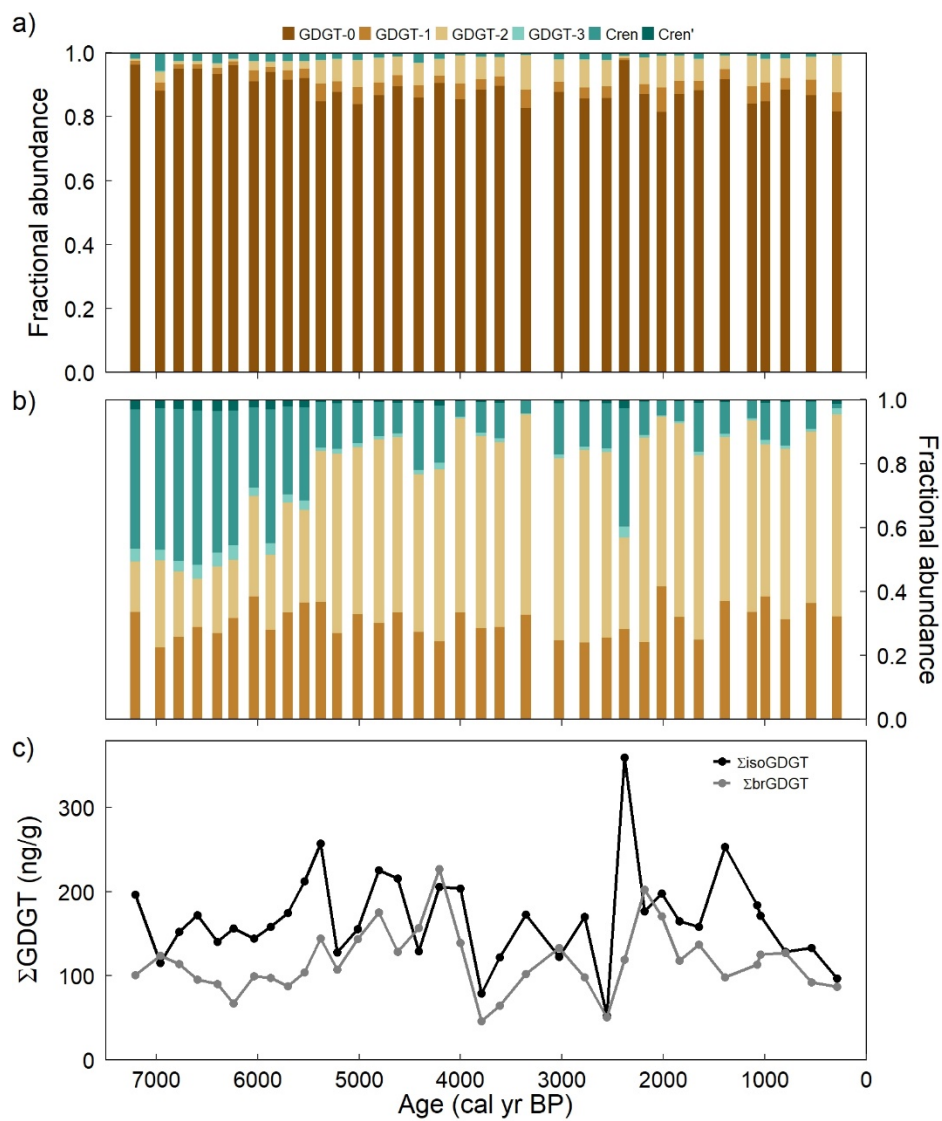 a)
GDGT-0 GDGT-1 GDGT-2 GDGT-3 Cren Cren'
1.0
0.8
0.6
0.4
0.2
0.0
Fractional abundance
b)
1.0
0.8
0.6
0.4
0.2
0.0
Fractional abundance
c)
ΣisoGDGT
ΣbrGDGT
300
200
100
0
ΣGDGT (ng/g)
7000 6000 5000 4000 3000 2000 1000 0
Age (cal yr BP)